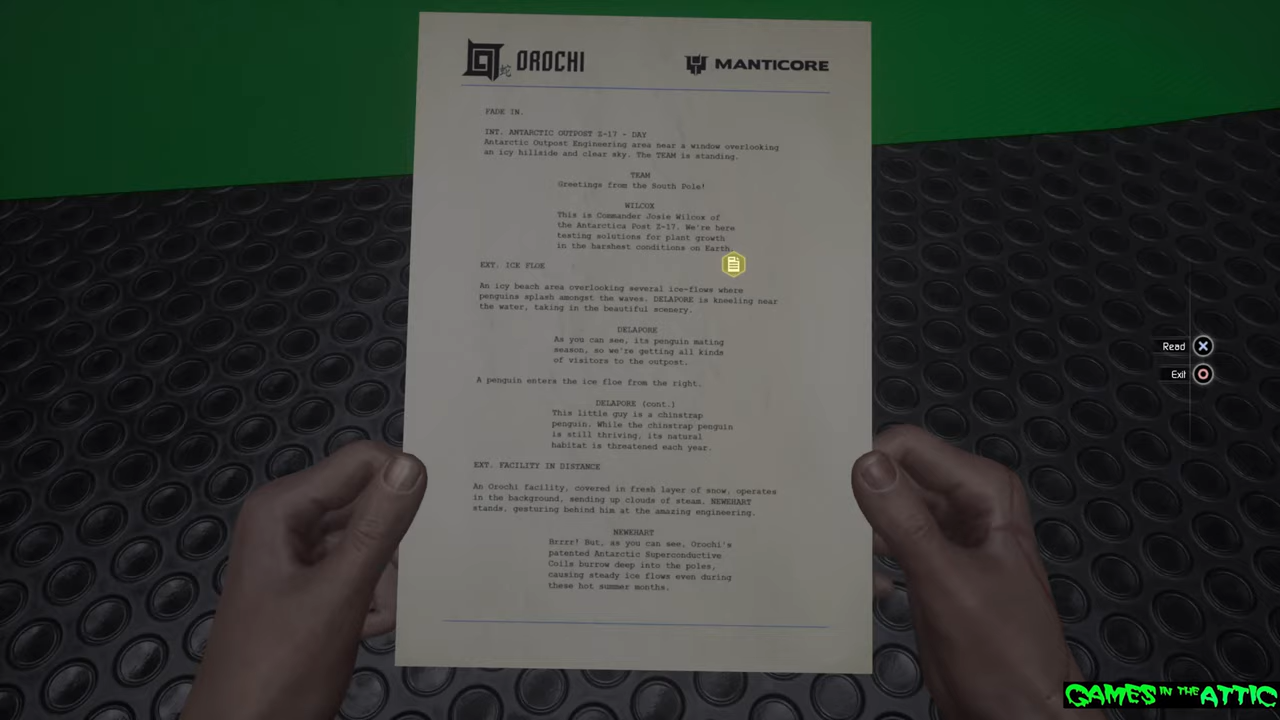 OROCHI
蛇
MANTICORE
FADE IN.
INT. ANTARCTIC OUTPOST Z-17 - DAY
Antarctic Outpost Engineering area near a window overlooking
an icy hillside and clear sky. The TEAM is standing.
TEAM
Greetings from the South Pole!
WILCOX
This is Commander Josie Wilcox of
the Antarctica Post Z-17. We're here
testing solutions for plant growth
in the harshest conditions on Earth.
EXT. ICE FLOE
An icy beach area overlooking several ice-flows where
penguins splash amongst the waves. DELAPORE is kneeling near
the water, taking in the beautiful scenery.
DELAPORE
As you can see, its penguin mating
season, so we're getting all kinds
of visitors to the outpost.
A penguin enters the ice floe from the right.
DELAPORE (cont.)
This little guy is a chinstrap
penguin. While the chinstrap penguin
is still thriving, its natural
habitat is threatened each year.
EXT. FACILITY IN DISTANCE
An Orochi facility, covered in fresh layer of snow, operates
in the background, sending up clouds of steam. NEWEHART
stands, gesturing behind him at the amazing engineering.
NEWEHART
Brrrr! But, as you can see, Orochi's
patented Antarctic Superconductive
Coils burrow deep into the poles,
causing steady ice flows even during
these hot summer months.
Read
Exit
GAMES IN THE ATTIC